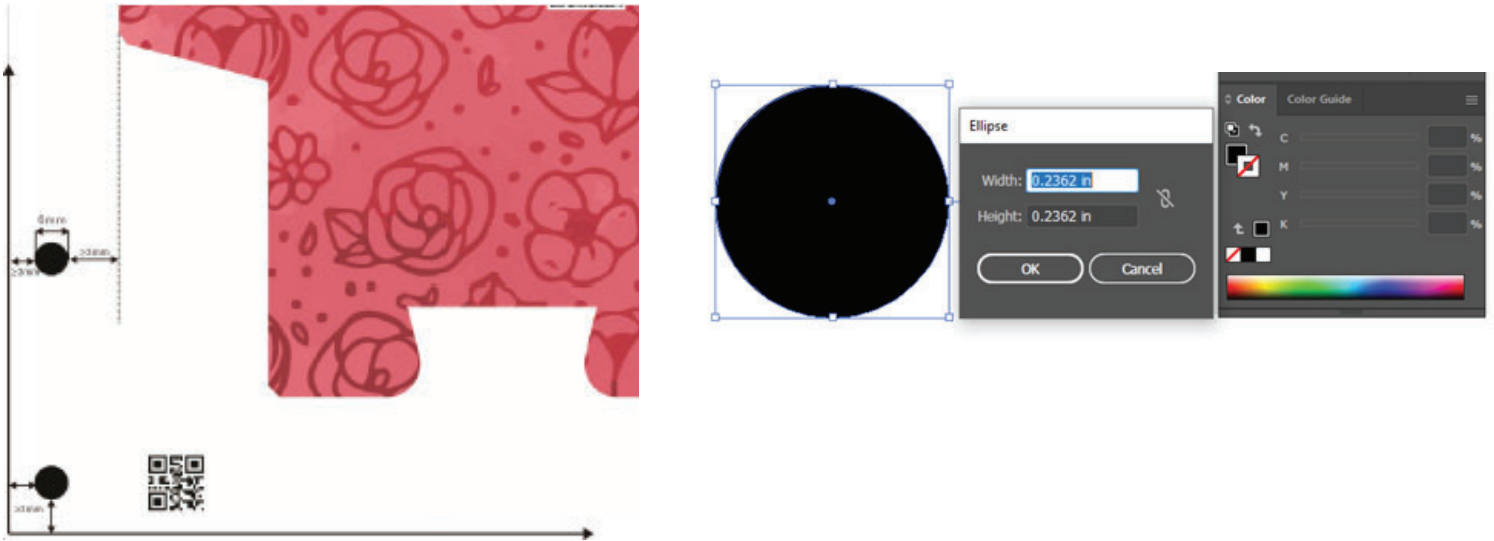 6mm
Ellipse
Width: 0.2362 in
Height: 0.2362 in
OK
Cancel
Color
Color Guide
C %
M %
Y %
K %